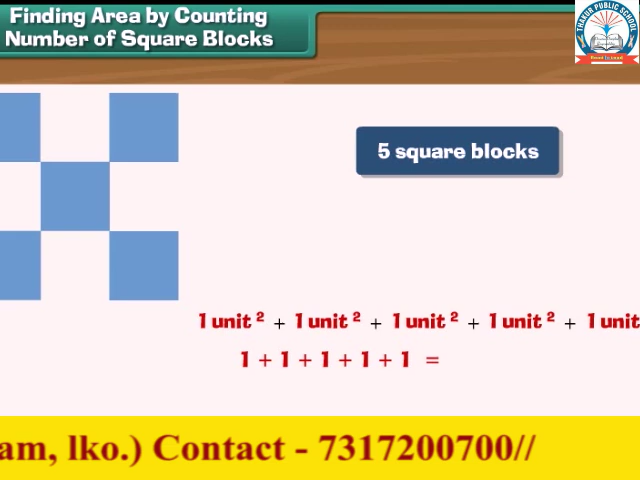 Finding Area by Counting
Number of Square Blocks
THAKUR PUBLIC SCHOOL
5 square blocks
1 unit ² + 1 unit ² + 1 unit ² + 1 unit ² + 1 unit
1 + 1 + 1 + 1 + 1 =
am, lko.) Contact - 7317200700//